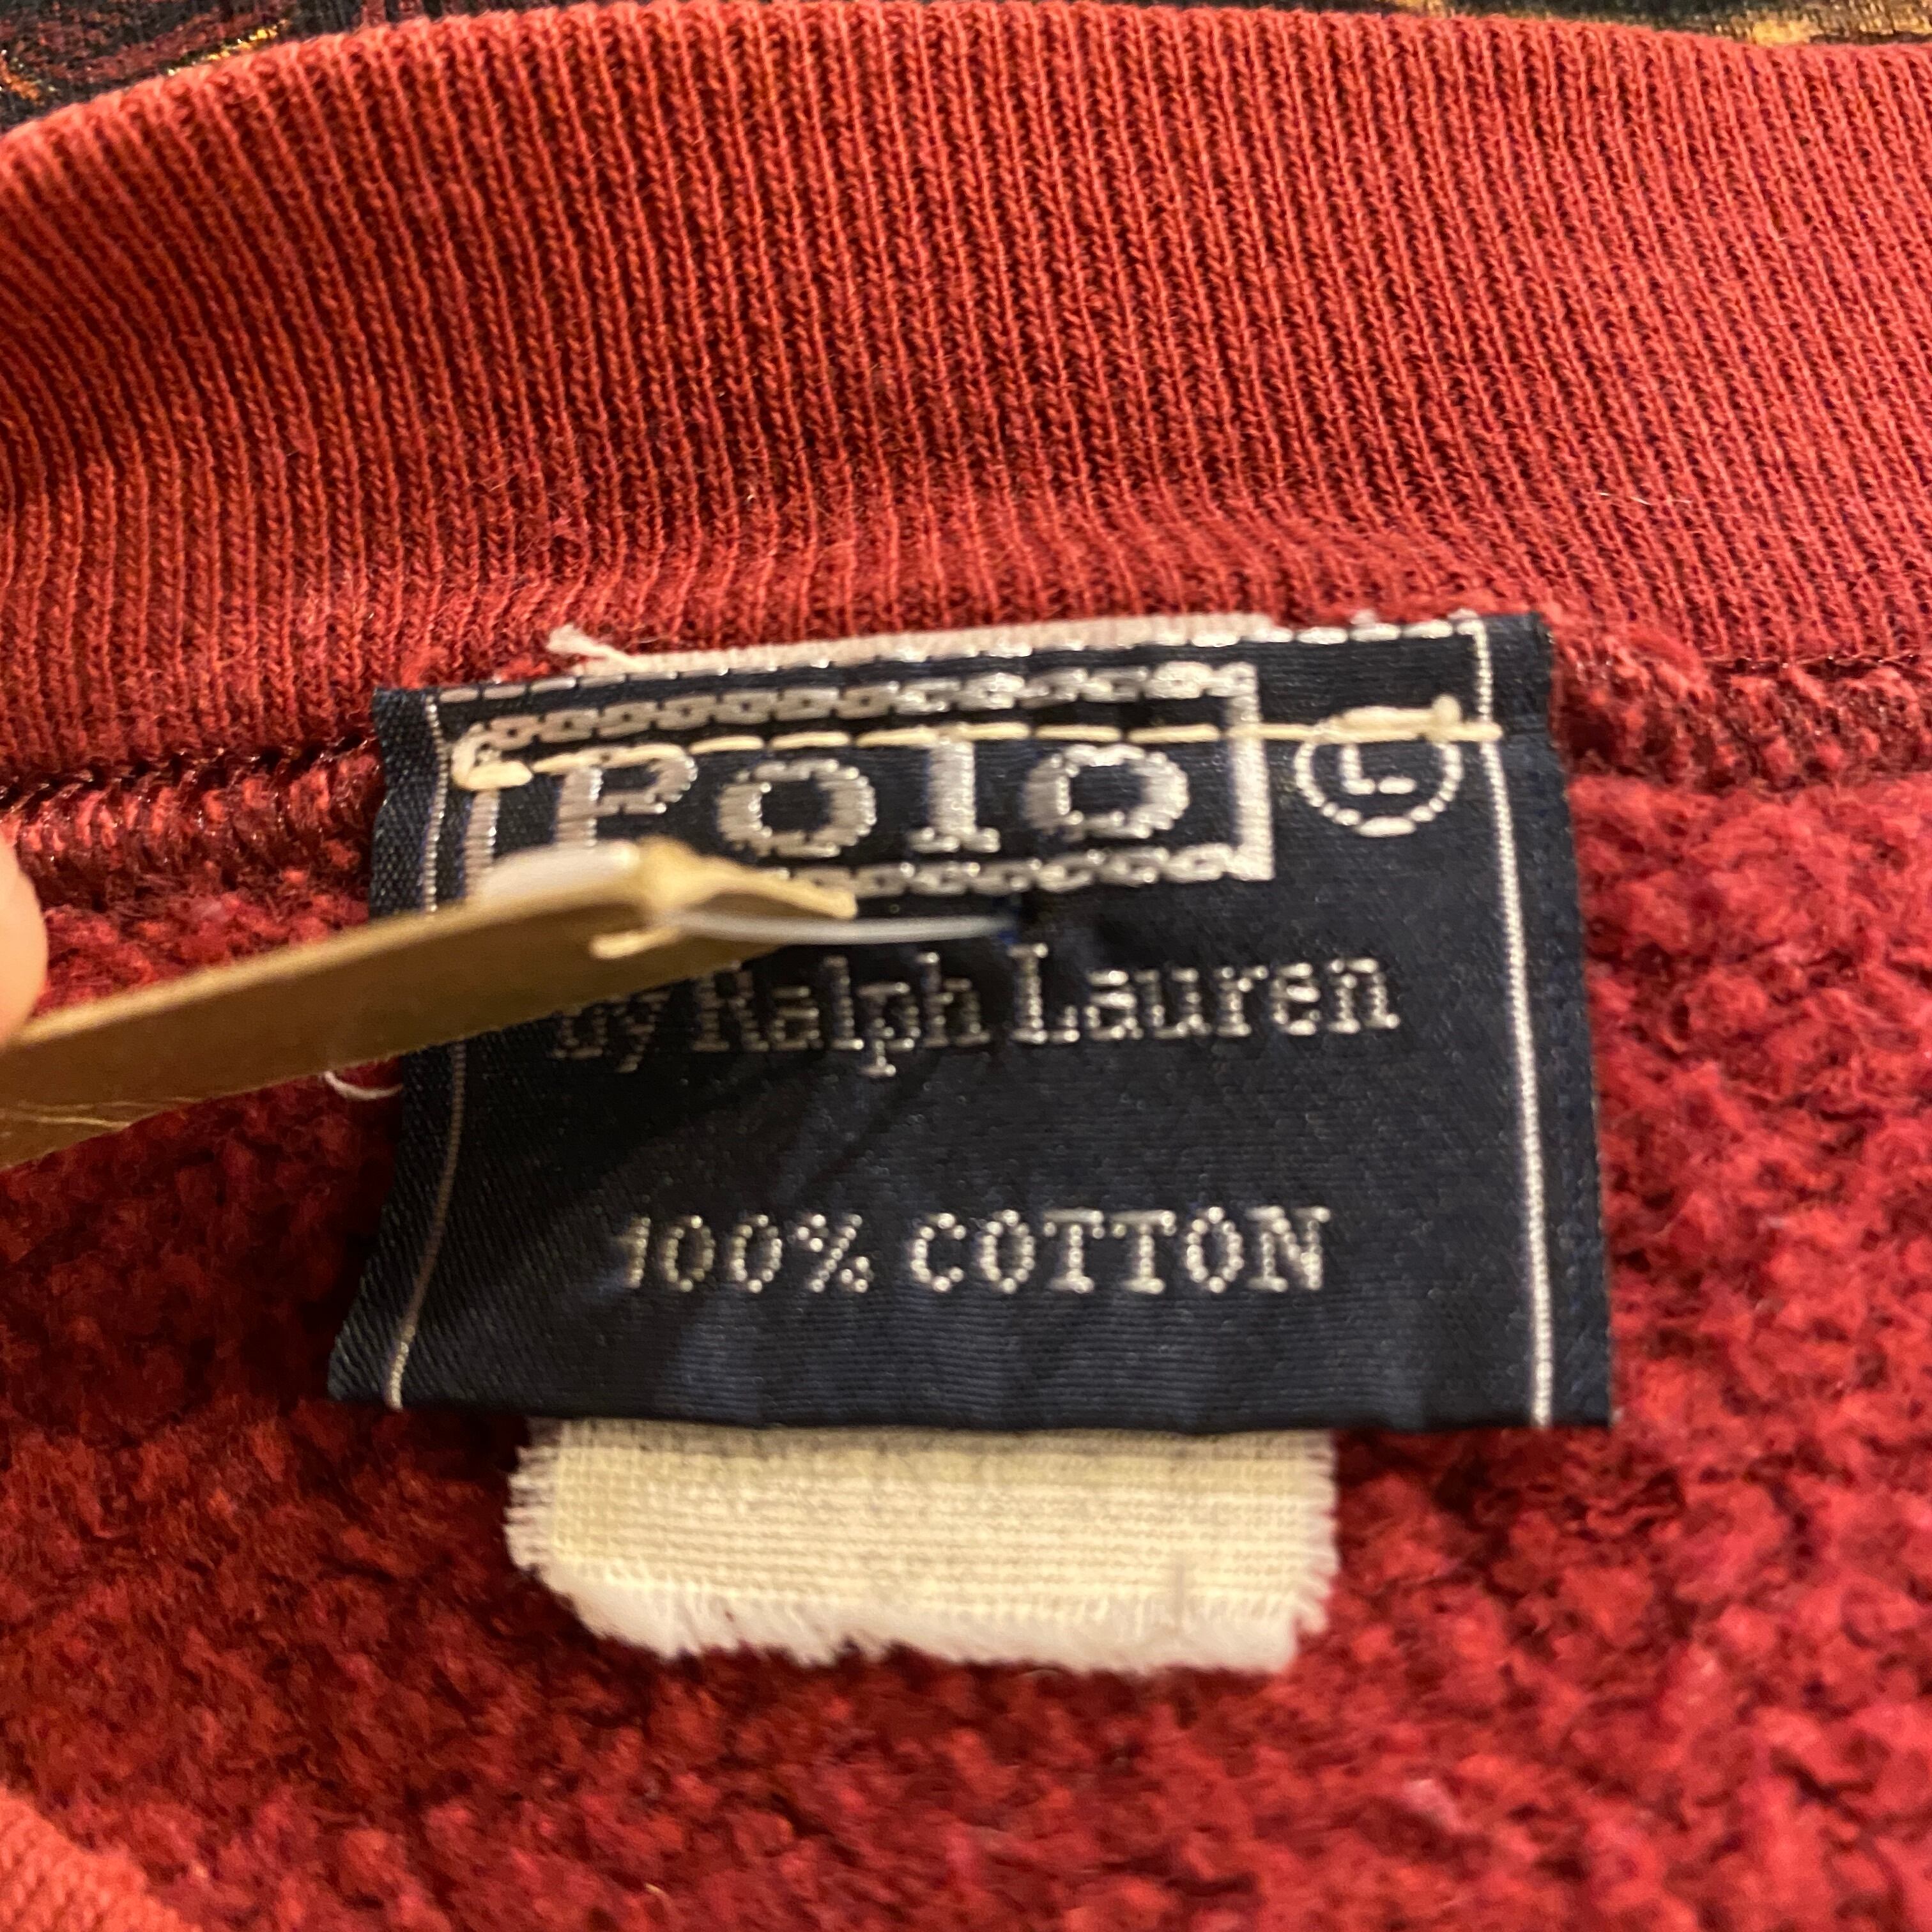 Polo L
by Ralph Lauren
100% COTTON